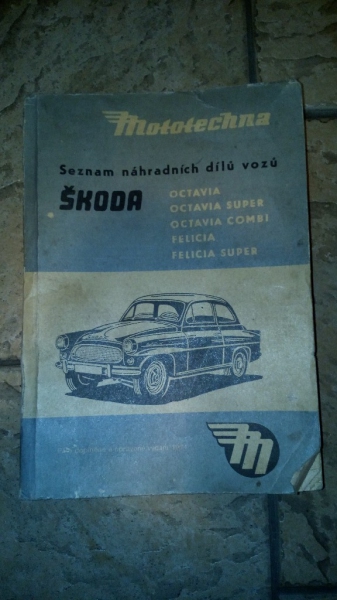 Mototechna
Seznam náhradních dílů vozů
ŠKODA
OCTAVIA
OCTAVIA SUPER
OCTAVIA COMBI
FELICIA
FELICIA SUPER
M